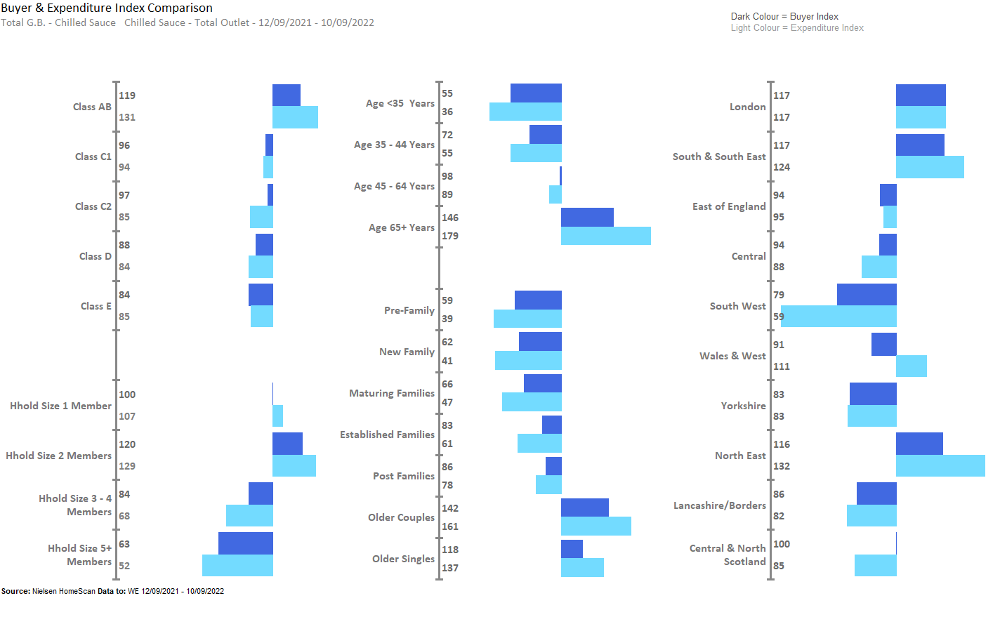 Buyer & Expenditure Index Comparison
Total G.B. - Chilled Sauce   Chilled Sauce - Total Outlet - 12/09/2021 - 10/09/2022
Dark Colour = Buyer Index
Light Colour = Expenditure Index
Class AB
119
131
Class C1
96
94
Class C2
97
85
Class D
88
84
Class E
84
85
Hhold Size 1 Member
100
107
Hhold Size 2 Members
120
129
Hhold Size 3 - 4
Members
84
68
Hhold Size 5+
Members
63
52
Age <35  Years
55
36
Age 35 - 44 Years
72
55
Age 45 - 64 Years
98
89
Age 65+ Years
146
179
Pre-Family
59
39
New Family
62
41
Maturing Families
66
47
Established Families
83
61
Post Families
86
78
Older Couples
142
161
Older Singles
118
137
London
117
117
South & South East
117
124
East of England
94
95
Central
94
88
South West
79
59
Wales & West
91
111
Yorkshire
83
83
North East
116
132
Lancashire/Borders
86
82
Central & North
Scotland
100
85
Source: Nielsen HomeScan Data to: WE 12/09/2021 - 10/09/2022